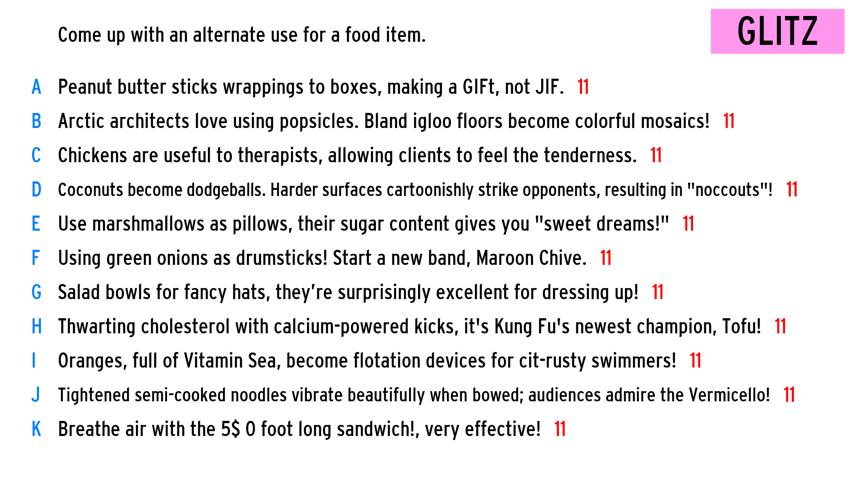 Come up with an alternate use for a food item.
GLITZ
A Peanut butter sticks wrappings to boxes, making a GIFt, not JIF. 11
B Arctic architects love using popsicles. Bland igloo floors become colorful mosaics! 11
C Chickens are useful to therapists, allowing clients to feel the tenderness. 11
D Coconuts become dodgeballs. Harder surfaces cartoonishly strike opponents, resulting in "noccouts"! 11
E Use marshmallows as pillows, their sugar content gives you "sweet dreams!" 11
F Using green onions as drumsticks! Start a new band, Maroon Chive. 11
G Salad bowls for fancy hats, they're surprisingly excellent for dressing up! 11
H Thwarting cholesterol with calcium-powered kicks, it's Kung Fu's newest champion, Tofu! 11
I Oranges, full of Vitamin Sea, become flotation devices for cit-rusty swimmers! 11
J Tightened semi-cooked noodles vibrate beautifully when bowed; audiences admire the Vermicello! 11
K Breathe air with the 5$ 0 foot long sandwich!, very effective! 11